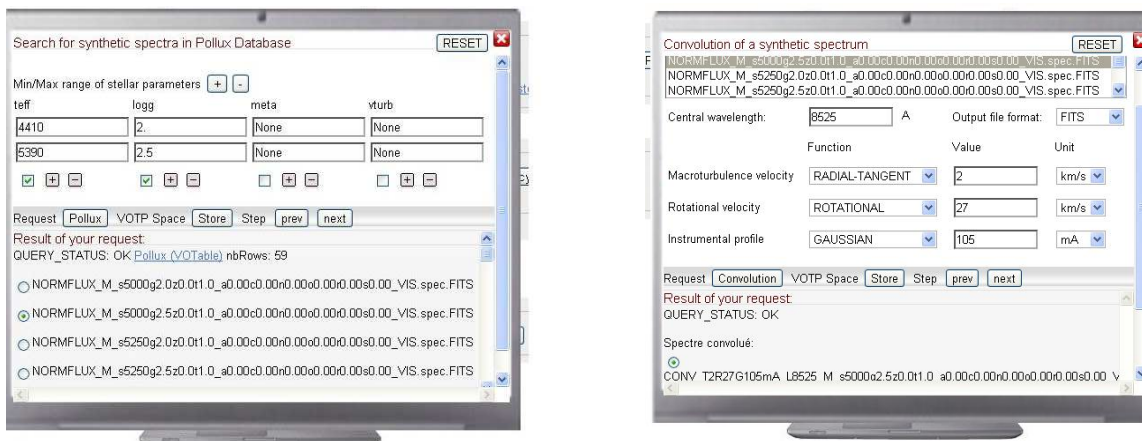 Search for synthetic spectra in Pollux Database RESET
Min/Max range of stellar parameters + -
teff logg meta vturb
4410 2. None None
5390 2.5 None None
+ - + - + - + -
Request Pollux VOTP Space Store Step prev next
Result of your request:
QUERY_STATUS: OK Pollux (VOTable) nbRows: 59
NORMFLUX_M_s5000g2.0z0.0t1.0_a0.00c0.00n0.00o0.00r0.00s0.00_VIS.spec.FITS
NORMFLUX_M_s5000g2.5z0.0t1.0_a0.00c0.00n0.00o0.00r0.00s0.00_VIS.spec.FITS
NORMFLUX_M_s5250g2.0z0.0t1.0_a0.00c0.00n0.00o0.00r0.00s0.00_VIS.spec.FITS
NORMFLUX_M_s5250g2.5z0.0t1.0_a0.00c0.00n0.00o0.00r0.00s0.00_VIS.spec.FITS
Convolution of a synthetic spectrum RESET
NORMFLUX_M_s5000g2.5z0.0t1.0_a0.00c0.00n0.00o0.00r0.00s0.00_VIS.spec.FITS
NORMFLUX_M_s5250g2.0z0.0t1.0_a0.00c0.00n0.00o0.00r0.00s0.00_VIS.spec.FITS
NORMFLUX_M_s5250g2.5z0.0t1.0_a0.00c0.00n0.00o0.00r0.00s0.00_VIS.spec.FITS
Central wavelength: 8525 A Output file format: FITS
Function Value Unit
Macroturbulence velocity RADIAL-TANGENT 2 km/s
Rotational velocity ROTATIONAL 27 km/s
Instrumental profile GAUSSIAN 105 mA
Request Convolution VOTP Space Store Step prev next
Result of your request:
QUERY_STATUS: OK
Spectre convolué:
CONV_T2R27G105mA_L8525_M_s5000g2.5z0.0t1.0_a0.00c0.00n0.00o0.00r0.00s0.00_V